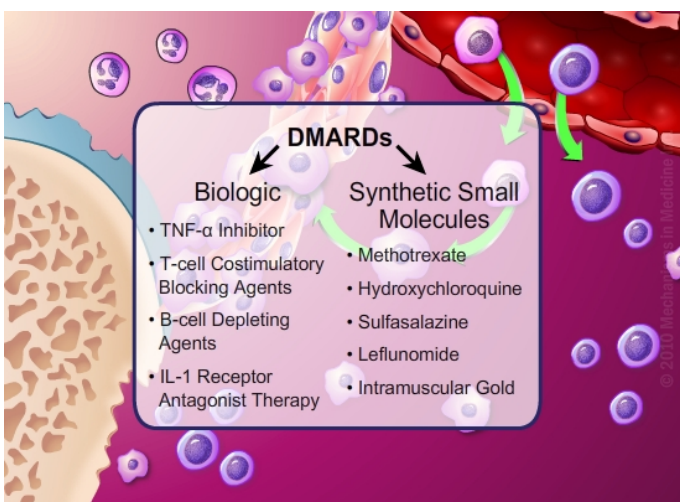 DMARDs
Biologic
• TNF-α Inhibitor
• T-cell Costimulatory
Blocking Agents
• B-cell Depleting
Agents
• IL-1 Receptor
Antagonist Therapy
Synthetic Small
Molecules
• Methotrexate
• Hydroxychloroquine
• Sulfasalazine
• Leflunomide
• Intramuscular Gold
© 2010 Mechanisms in Medicine